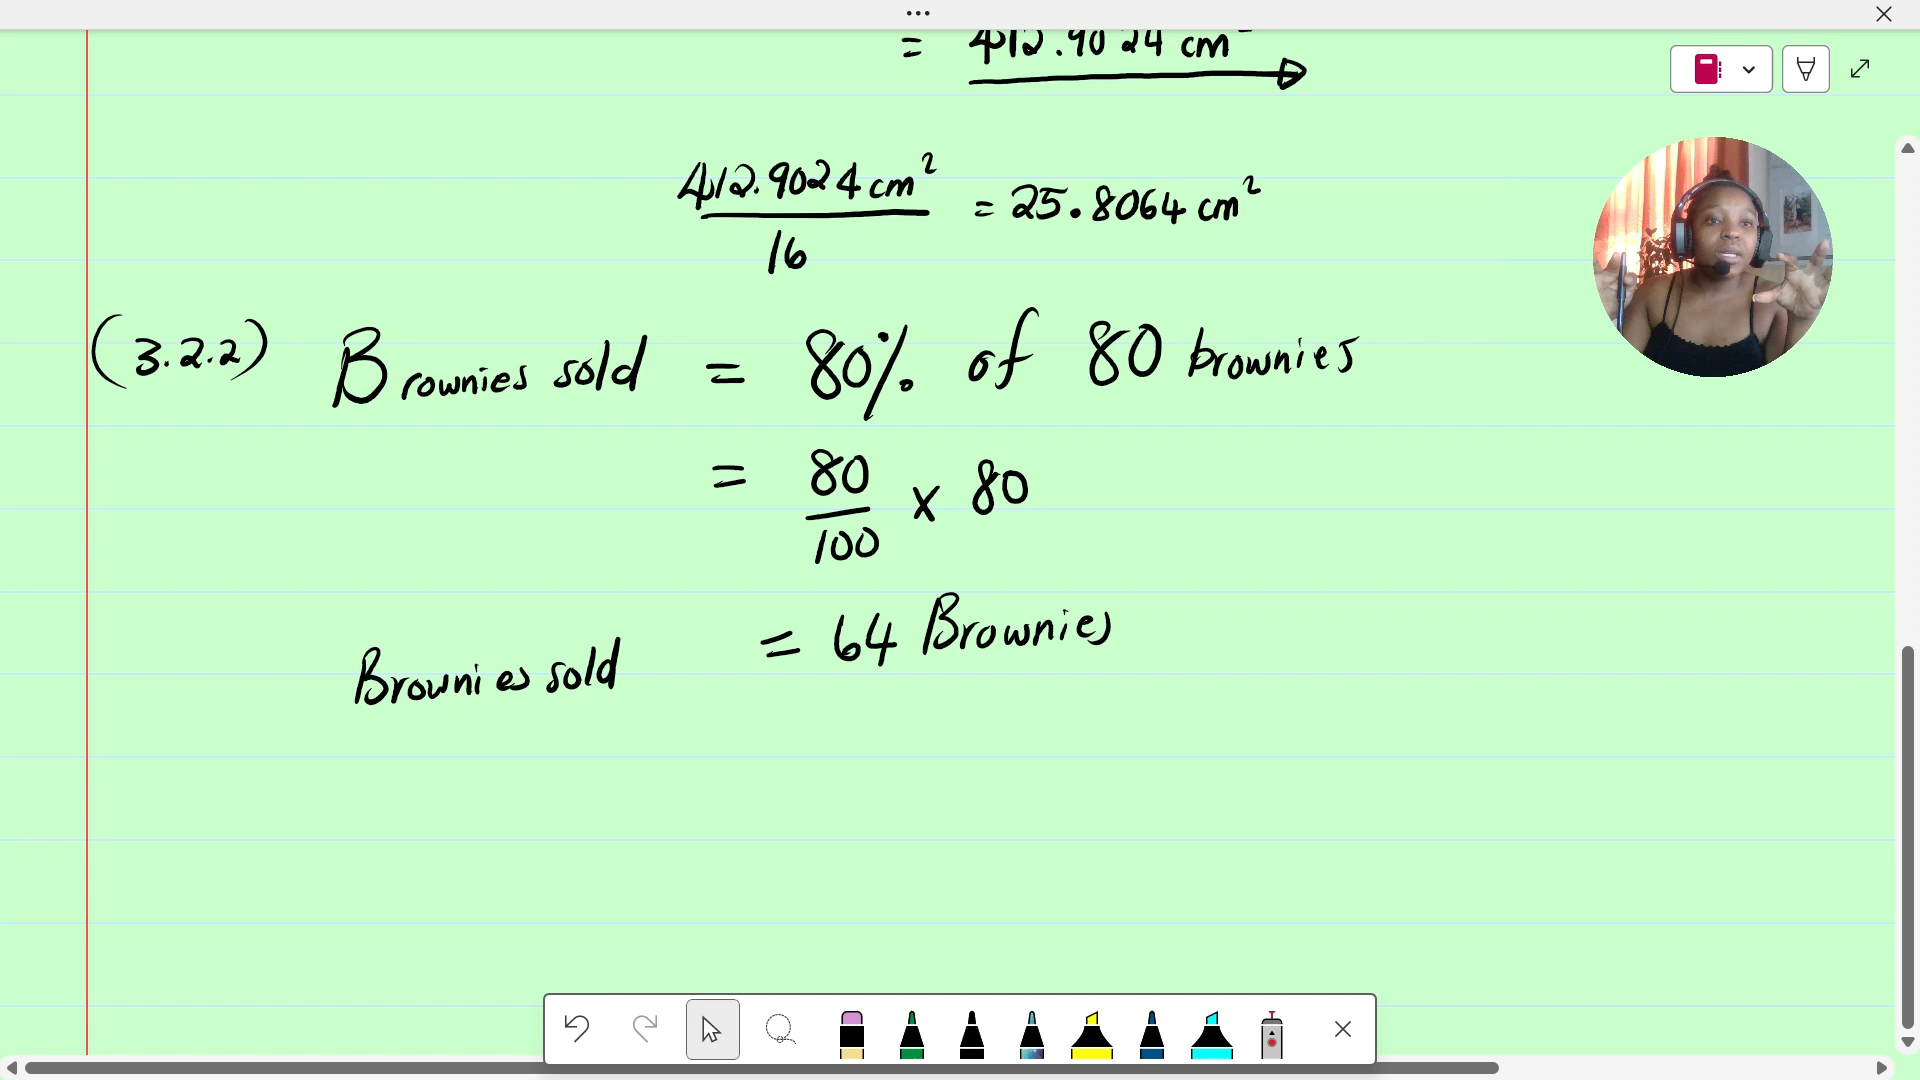 = 412.9024 cm²
412.9024 cm² / 16 = 25.8064 cm²
(3.2.2) Brownies sold = 80% of 80 brownies
= 80/100 x 80
Brownies sold = 64 Brownies